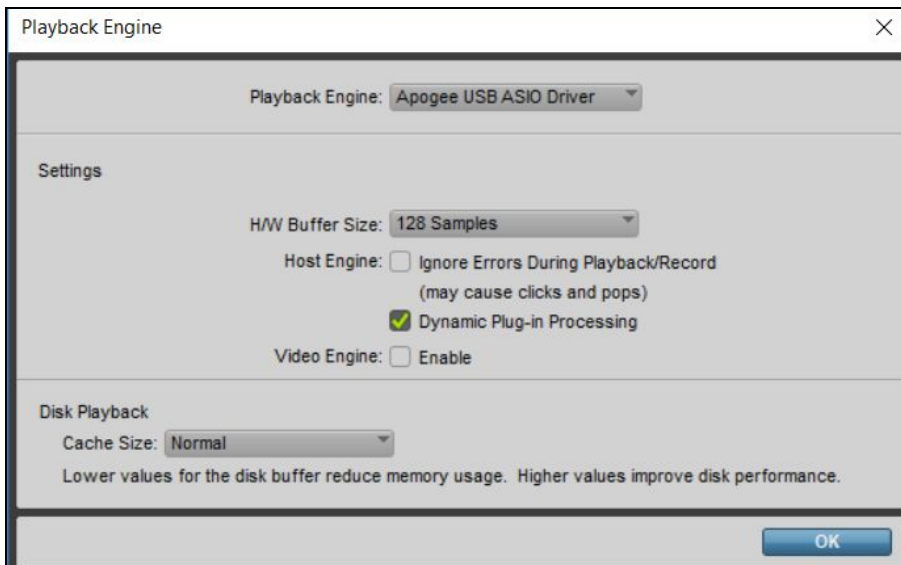 Playback Engine
Playback Engine: Apogee USB ASIO Driver
Settings
H/W Buffer Size: 128 Samples
Host Engine: Ignore Errors During Playback/Record
(may cause clicks and pops)
Dynamic Plug-in Processing
Video Engine: Enable
Disk Playback
Cache Size: Normal
Lower values for the disk buffer reduce memory usage. Higher values improve disk performance.
OK